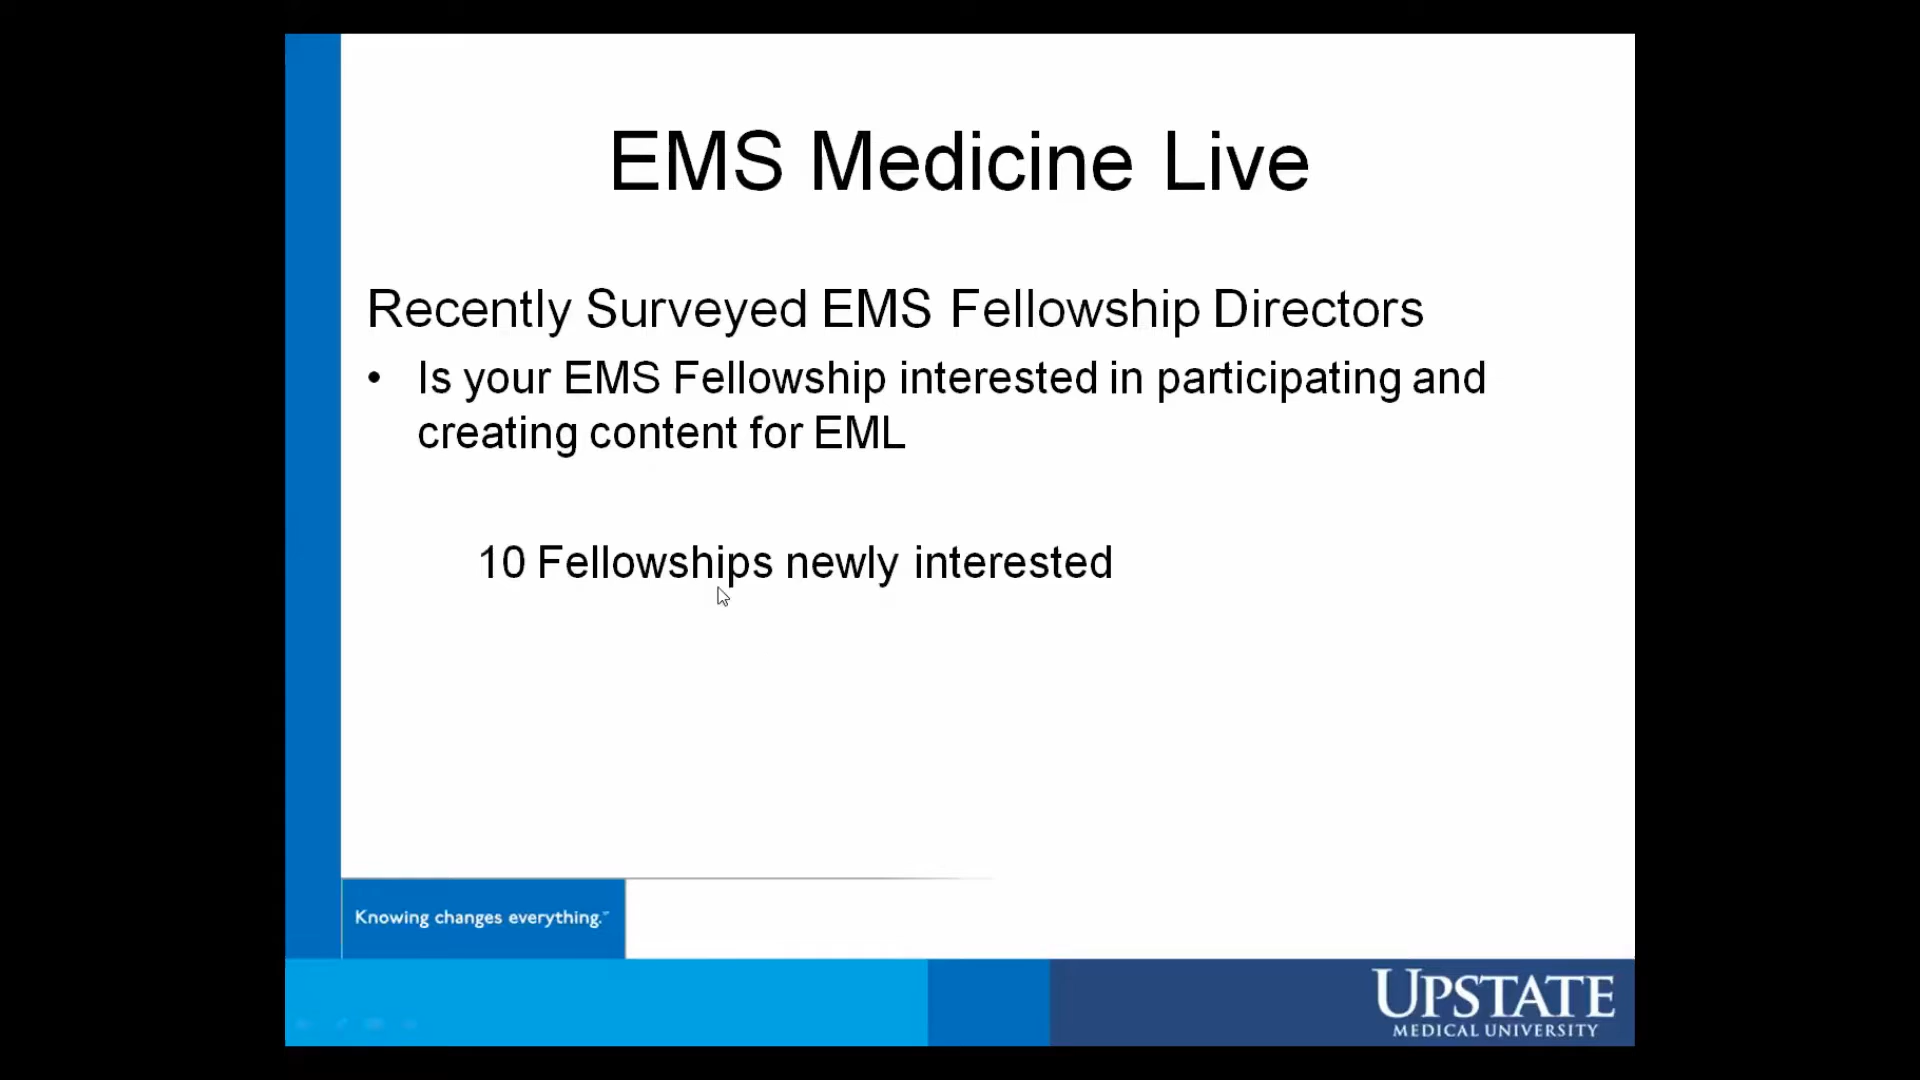 EMS Medicine Live
Recently Surveyed EMS Fellowship Directors
• Is your EMS Fellowship interested in participating and
creating content for EML
10 Fellowships newly interested
Knowing changes everything.™
UPSTATE
MEDICAL UNIVERSITY